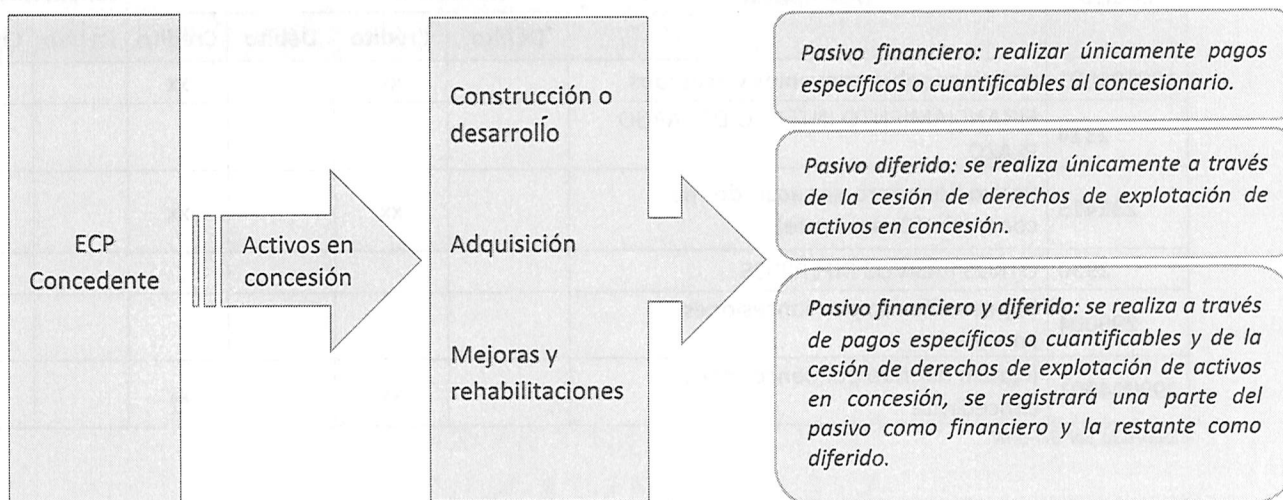 ECP
Concedente
Activos en
concesión
Construcción o
desarrollo
Adquisición
Mejoras y
rehabilitaciones
Pasivo financiero: realizar únicamente pagos
específicos o cuantificables al concesionario.
Pasivo diferido: se realiza únicamente a través
de la cesión de derechos de explotación de
activos en concesión.
Pasivo financiero y diferido: se realiza a través
de pagos específicos o cuantificables y de la
cesión de derechos de explotación de activos
en concesión, se registrará una parte del
pasivo como financiero y la restante como
diferido.